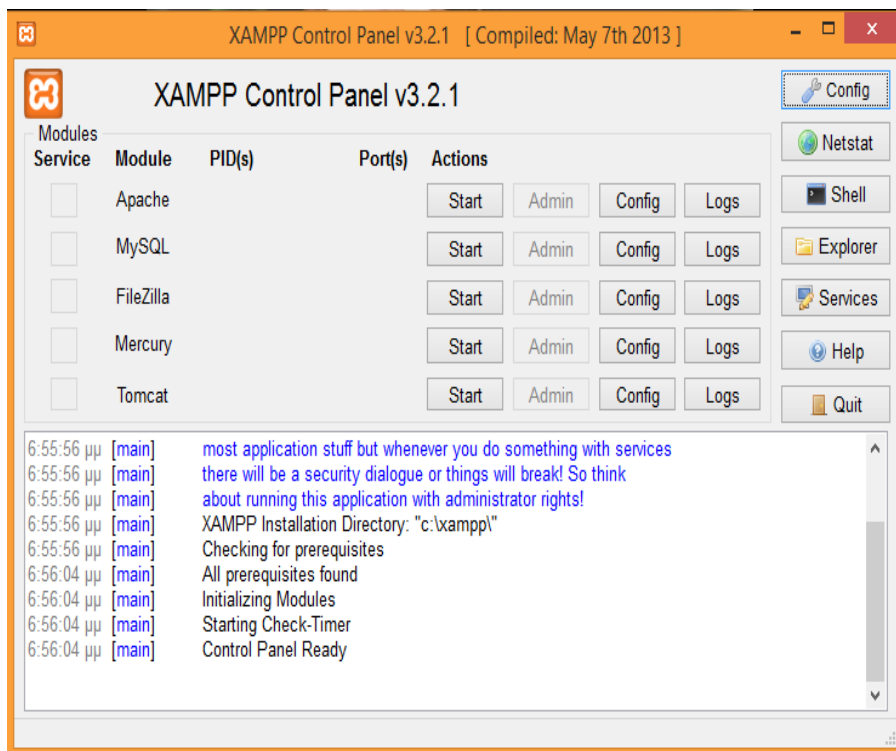 XAMPP Control Panel v3.2.1 [ Compiled: May 7th 2013 ]
XAMPP Control Panel v3.2.1
Config
Modules
Netstat
Service Module PID(s) Port(s) Actions
Apache Start Admin Config Logs
Shell
MySQL Start Admin Config Logs
Explorer
FileZilla Start Admin Config Logs
Services
Mercury Start Admin Config Logs
Help
Tomcat Start Admin Config Logs
Quit
6:55:56 μμ [main] most application stuff but whenever you do something with services
6:55:56 μμ [main] there will be a security dialogue or things will break! So think
6:55:56 μμ [main] about running this application with administrator rights!
6:55:56 μμ [main] XAMPP Installation Directory: "c:\xampp\"
6:55:56 μμ [main] Checking for prerequisites
6:56:04 μμ [main] All prerequisites found
6:56:04 μμ [main] Initializing Modules
6:56:04 μμ [main] Starting Check-Timer
6:56:04 μμ [main] Control Panel Ready